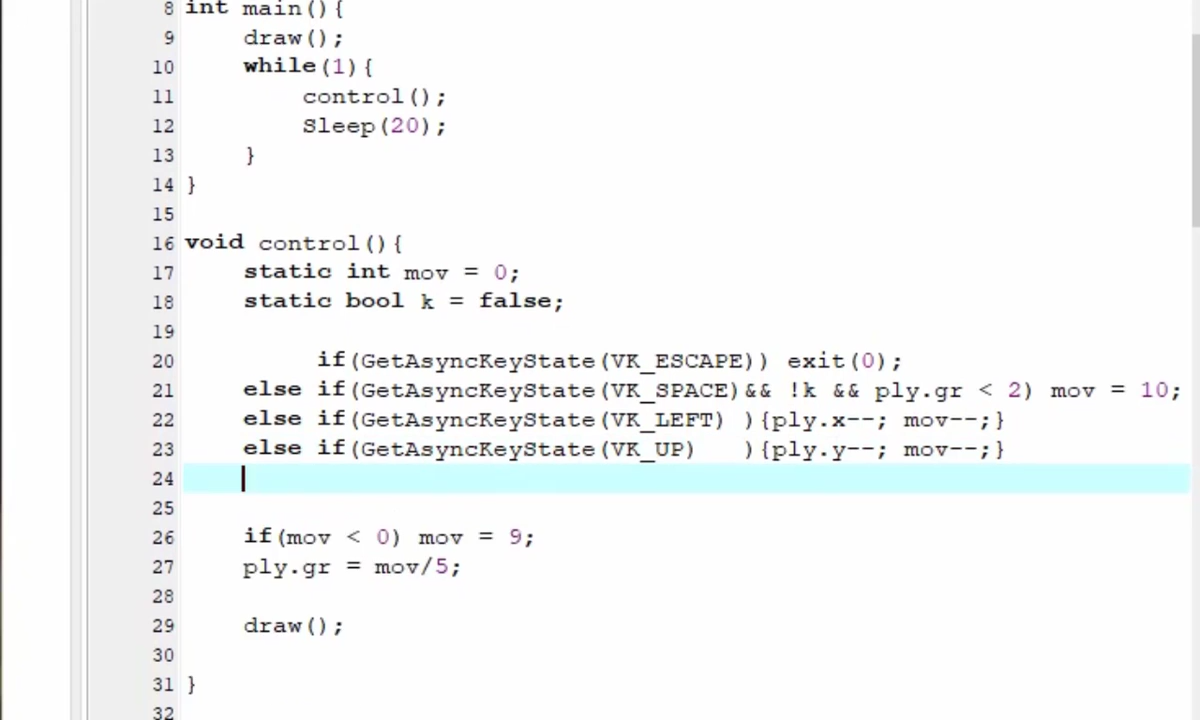 8 int main(){
9 draw();
10 while(1){
11 control();
12 Sleep(20);
13 }
14 }
15
16 void control(){
17 static int mov = 0;
18 static bool k = false;
19
20 if(GetAsyncKeyState(VK_ESCAPE)) exit(0);
21 else if(GetAsyncKeyState(VK_SPACE)&& !k && ply.gr < 2) mov = 10;
22 else if(GetAsyncKeyState(VK_LEFT) ){ply.x--; mov--;}
23 else if(GetAsyncKeyState(VK_UP) ){ply.y--; mov--;}
24
25
26 if(mov < 0) mov = 9;
27 ply.gr = mov/5;
28
29 draw();
30
31 }
32